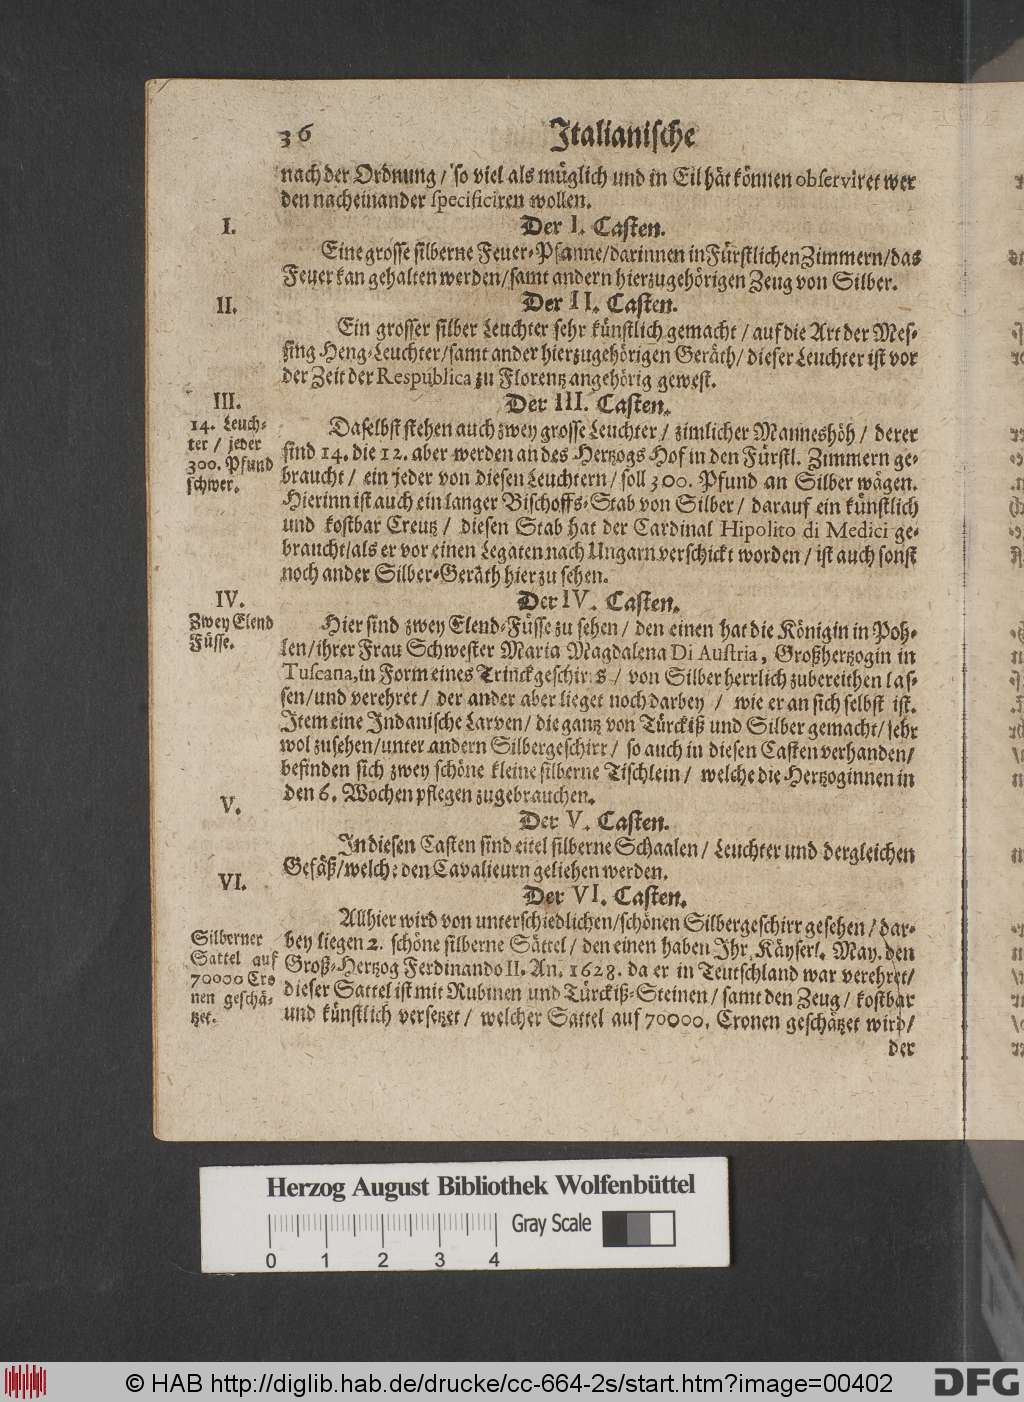 36 Italianische
nach der Ordnung / so viel als müglich und in Eil hät können observiret wer
den nacheinander specificiren wollen.
I.
Der I. Casten.
Eine grosse silberne Feuer-Pfanne/darinnen in Fürstlichen Zimmern/das
Feuer kan gehalten werden/samt andern hierzugehörigen Zeug von Silber.
II.
Der II. Casten.
Ein grosser silber Leuchter sehr künstlich gemacht / auf die Art der Mes-
sing Heng-Leuchter/samt ander hierzugehörigen Geräth/ dieser Leuchter ist vor
der Zeit der Respublica zu Florentz angehörig gewest.
III.
Der III. Casten.
14. Leuch-
ter / jeder
300. Pfund
schwer.
Daselbst stehen auch zwey grosse Leuchter / zimlicher Manneshöh / derer
sind 14. die 12. aber werden an des Hertzogs Hof in den Fürstl. Zimmern ge-
braucht / ein jeder von diesen Leuchtern / soll 300. Pfund an Silber wägen.
Hierinn ist auch ein langer Bischoffs-Stab von Silber / darauf ein künstlich
und kostbar Creutz / diesen Stab hat der Cardinal Hipolito di Medici ge-
braucht/als er vor einen Legaten nach Ungarn verschickt worden / ist auch sonst
noch ander Silber-Geräth hier zu sehen.
IV.
Der IV. Casten.
Zwey Elend
Füsse.
Hier sind zwey Elend-Füsse zu sehen / den einen hat die Königin in Poh-
len/ihrer Frau Schwester Maria Magdalena Di Austria, Großhertzogin in
Tuscana, in Form eines Trinckgeschirrs / von Silber herrlich zubereithen las-
sen/und verehret / der ander aber lieget noch darbey / wie er an sich selbst ist.
Item eine Indanische Larven / die gantz von Türckiß und Silber gemacht/ sehr
wol zusehen/unter andern Silbergeschirr / so auch in diesen Casten verhanden/
befinden sich zwey schöne kleine silberne Tischlein / welche die Hertzoginnen in
den 6. Wochen pflegen zugebrauchen.
V.
Der V. Casten.
In diesen Casten sind eitel silberne Schaalen / Leuchter und dergleichen
Gefäß/welche den Cavalieurn geliehen werden.
VI.
Der VI. Casten.
Silberner
Sattel auf
70000 Cro
nen geschä-
tzet.
Allhier wird von unterschiedlichen/schönen Silbergeschirr gesehen / dar-
bey liegen 2. schöne silberne Sättel / den einen haben Ihr. Käyserl. May. den
Groß-Hertzog Ferdinando II. An. 1628. da er in Teutschland war verehret/
dieser Sattel ist mit Rubinen und Türckiß-Steinen / samt den Zeug / kostbar
und künstlich versetzet / welcher Sattel auf 70000. Cronen geschätzet wird/
der
Herzog August Bibliothek Wolfenbüttel
0 1 2 3 4
Gray Scale
© HAB http://diglib.hab.de/drucke/cc-664-2s/start.htm?image=00402
DFG